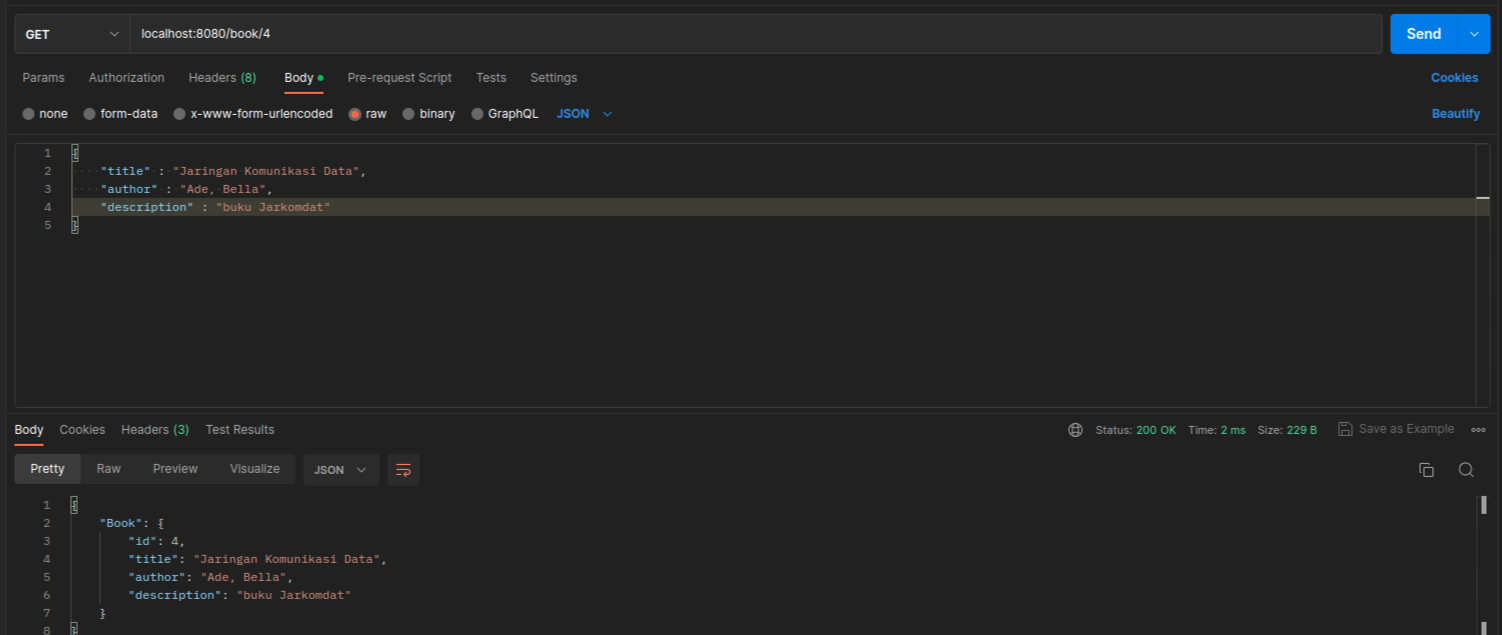 GET localhost:8080/book/4 Send
Params Authorization Headers (8) Body Pre-request Script Tests Settings Cookies
none form-data x-www-form-urlencoded raw binary GraphQL JSON Beautify
1 {
2 "title" : "Jaringan Komunikasi Data",
3 "author" : "Ade, Bella",
4 "description" : "buku Jarkomdat"
5 }
Body Cookies Headers (3) Test Results Status: 200 OK Time: 2 ms Size: 229 B Save as Example
Pretty Raw Preview Visualize JSON
1 {
2 "Book": {
3 "id": 4,
4 "title": "Jaringan Komunikasi Data",
5 "author": "Ade, Bella",
6 "description": "buku Jarkomdat"
7 }
8 }